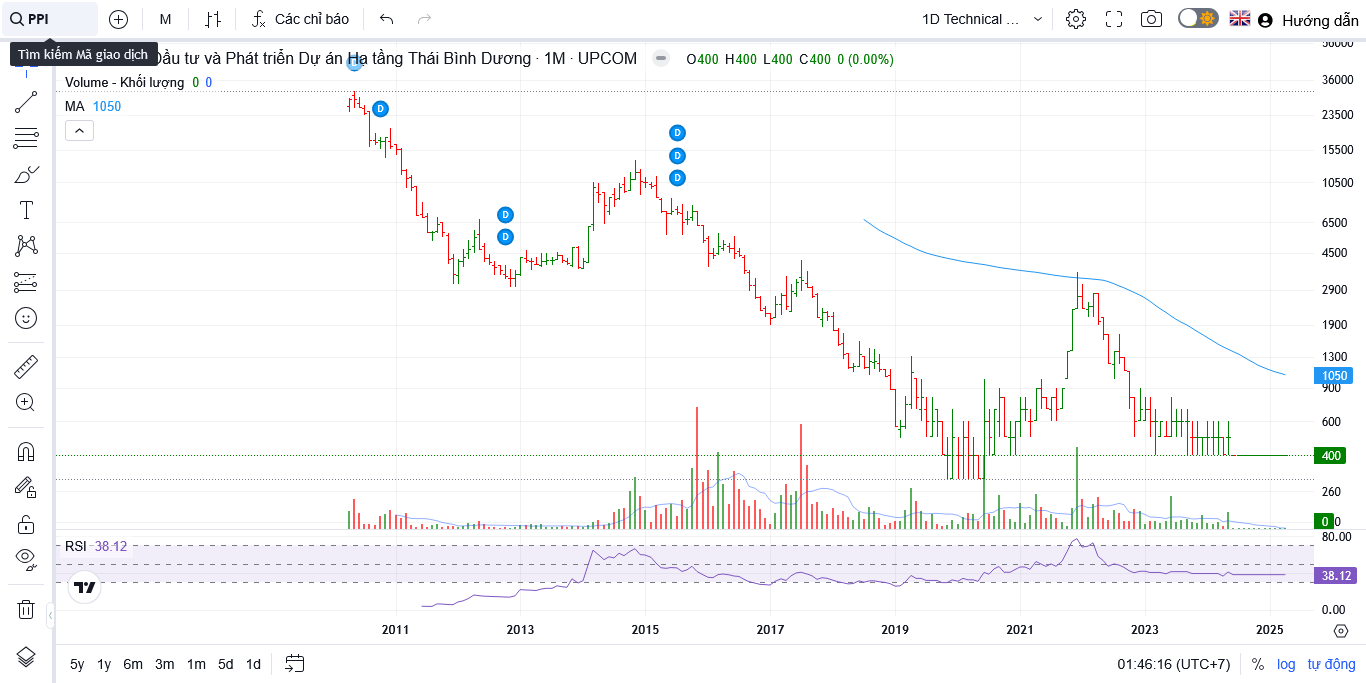 PPI
M
Các chỉ báo
1D Technical ...
Hướng dẫn
Tìm kiếm Mã giao dịch
Đầu tư và Phát triển Dự án Hạ tầng Thái Bình Dương · 1M · UPCOM
O400 H400 L400 C400 0 (0.00%)
Volume - Khối lượng 0 0
MA 1050
D
D
D
D
D
D
56000
36000
23500
15500
10500
6500
4500
2900
1900
1300
1050
900
600
400
260
0
0
80.00
RSI 38.12
38.12
0.00
2011
2013
2015
2017
2019
2021
2023
2025
5y 1y 6m 3m 1m 5d 1d
01:46:16 (UTC+7)
% log tự động